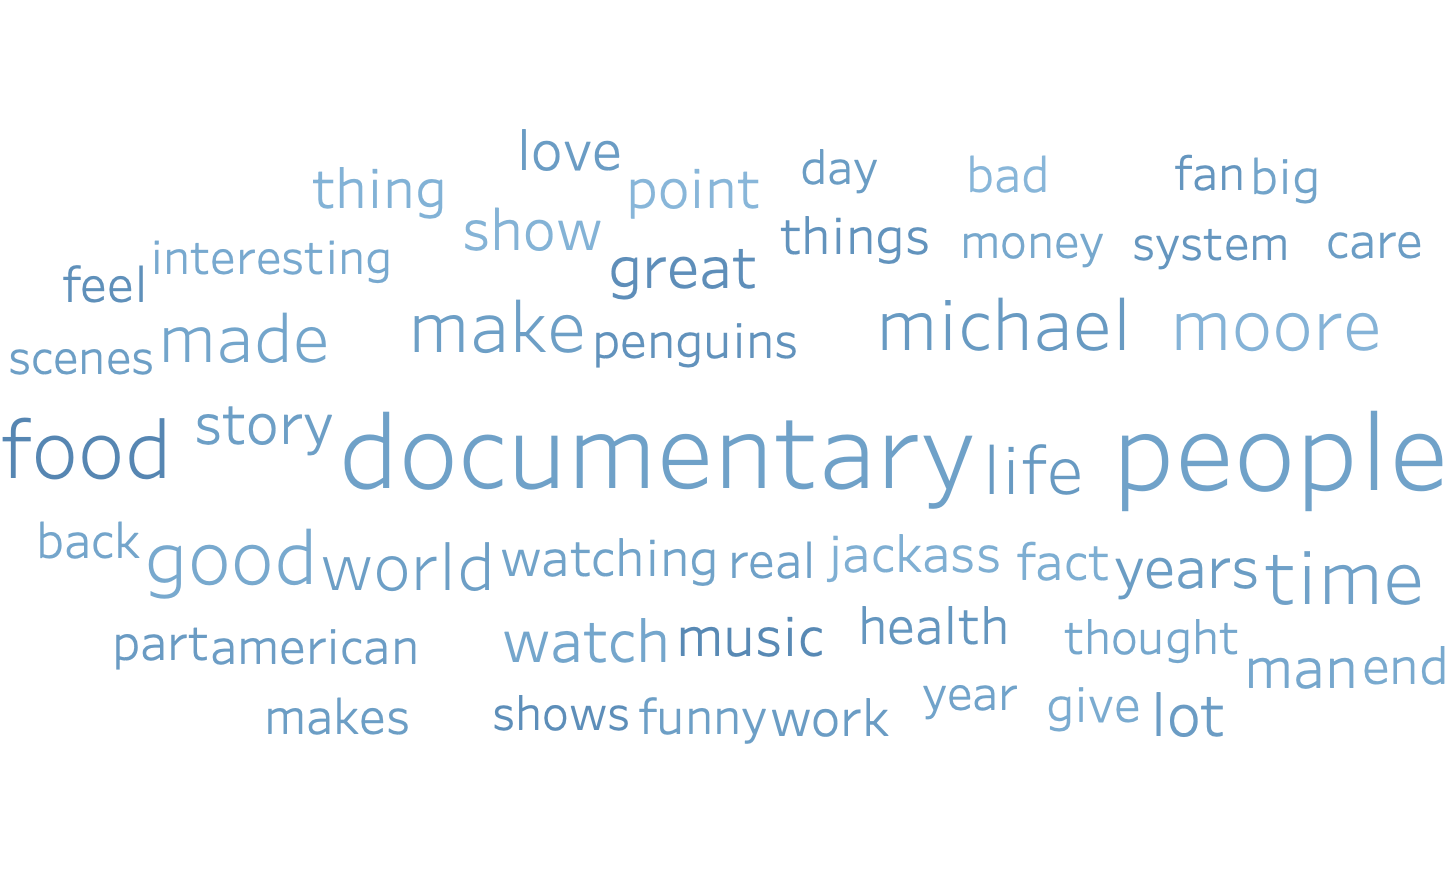 love
thing point day bad fan big
show things money system care
feel interesting great
scenes made make penguins michael moore
food story documentary life people
back good world watching real jackass fact years time
part american watch music health thought man end
makes shows funny work year give lot